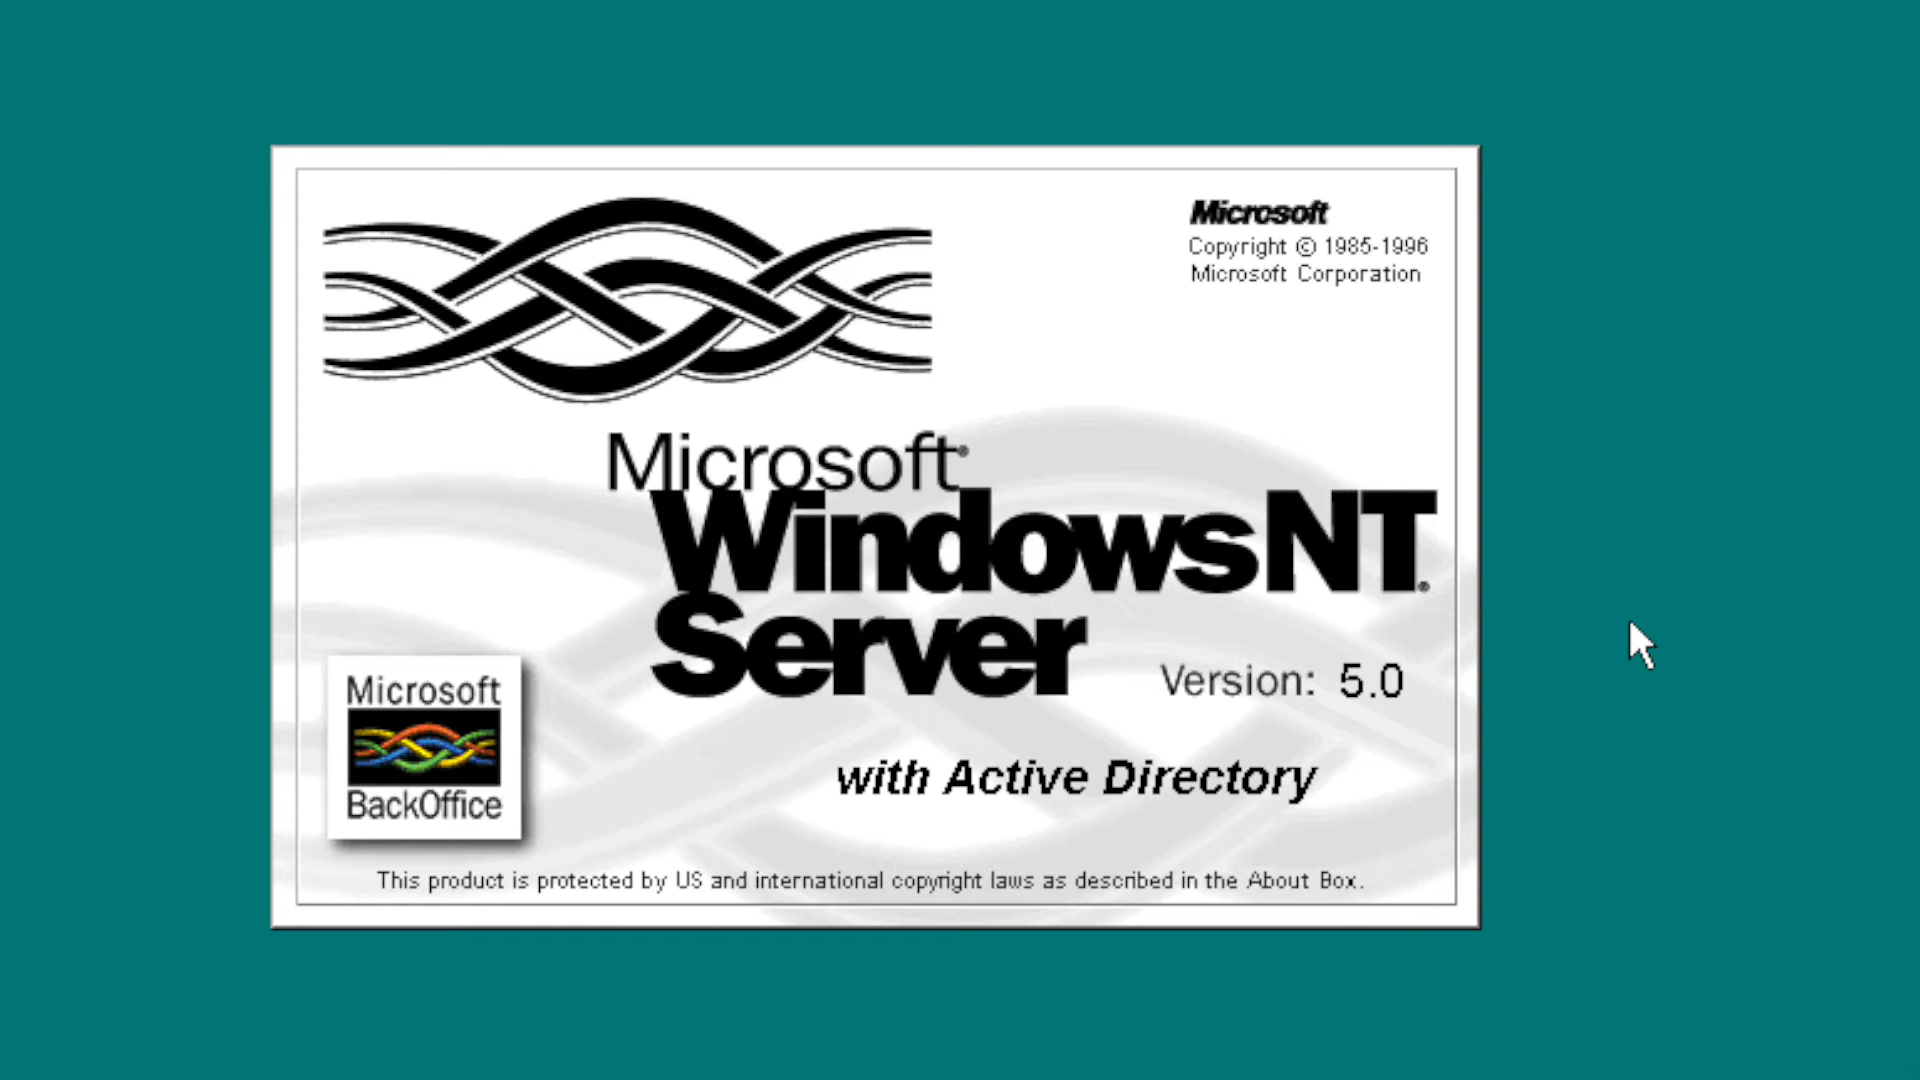 Microsoft
Copyright © 1985-1996
Microsoft Corporation
Microsoft®
Windows NT®
Server
Version: 5.0
with Active Directory
Microsoft
BackOffice
This product is protected by US and international copyright laws as described in the About Box.